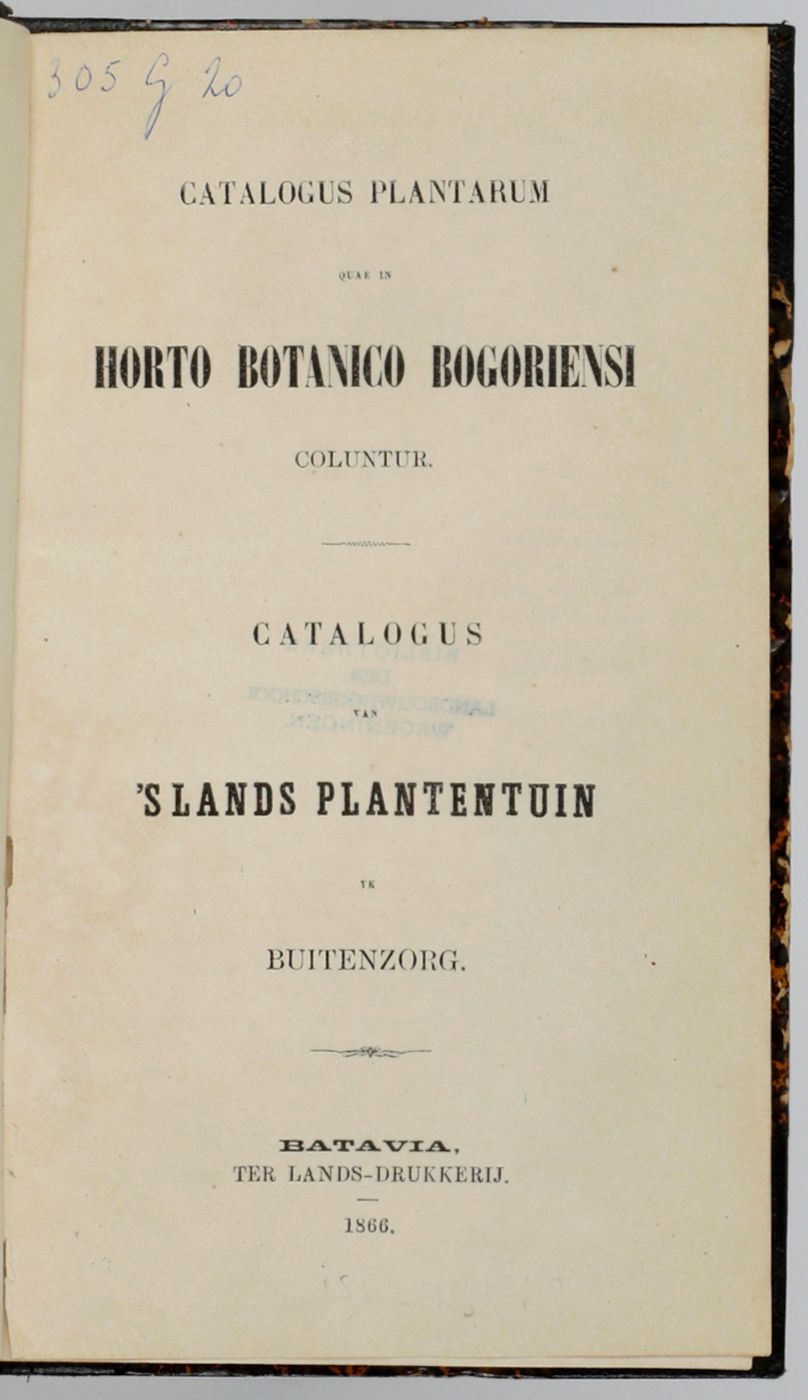 305 G 20
CATALOGUS PLANTARUM
QUAE IN
HORTO BOTANICO BOGORIENSI
COLUNTUR.
CATALOGUS
VAN
'S LANDS PLANTENTUIN
TE
BUITENZORG.
BATAVIA,
TER LANDS-DRUKKERIJ.
1866.